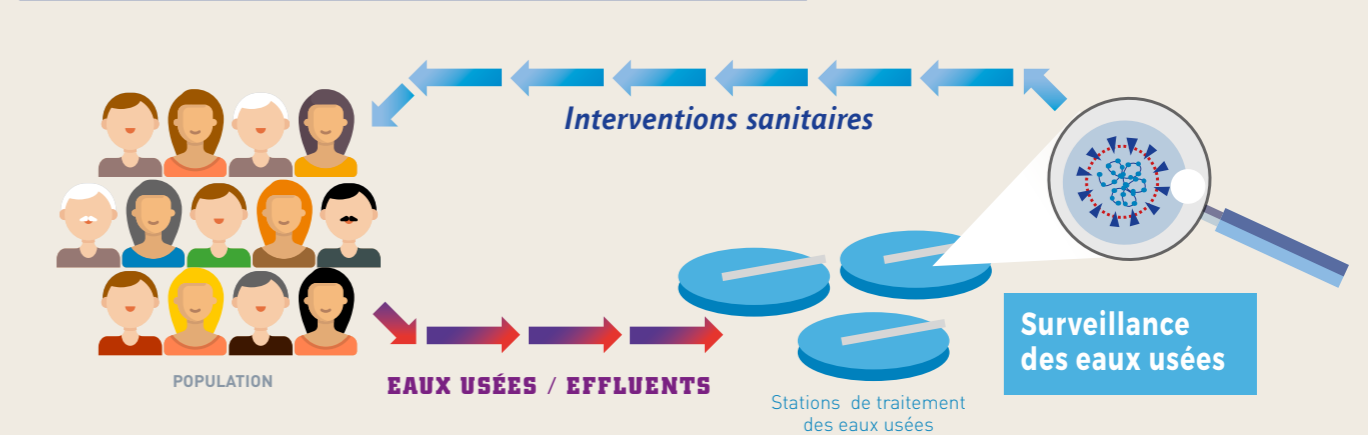 Interventions sanitaires
Surveillance
des eaux usées
POPULATION
EAUX USÉES / EFFLUENTS
Stations de traitement
des eaux usées